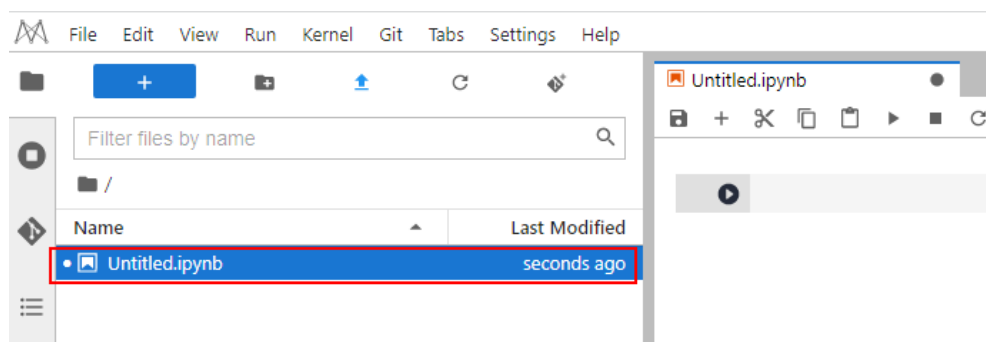 File Edit View Run Kernel Git Tabs Settings Help
Untitled.ipynb
Filter files by name
/
Name Last Modified
Untitled.ipynb seconds ago